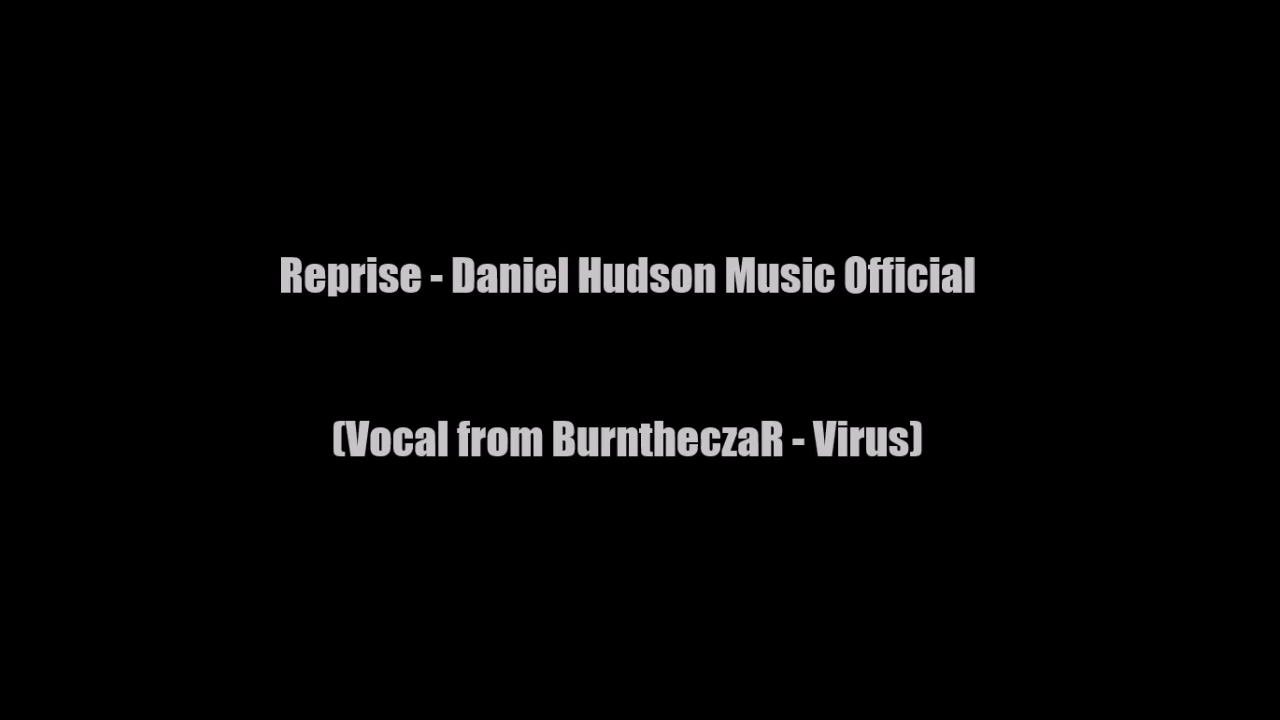 Reprise - Daniel Hudson Music Official
(Vocal from BurntheczaR - Virus)